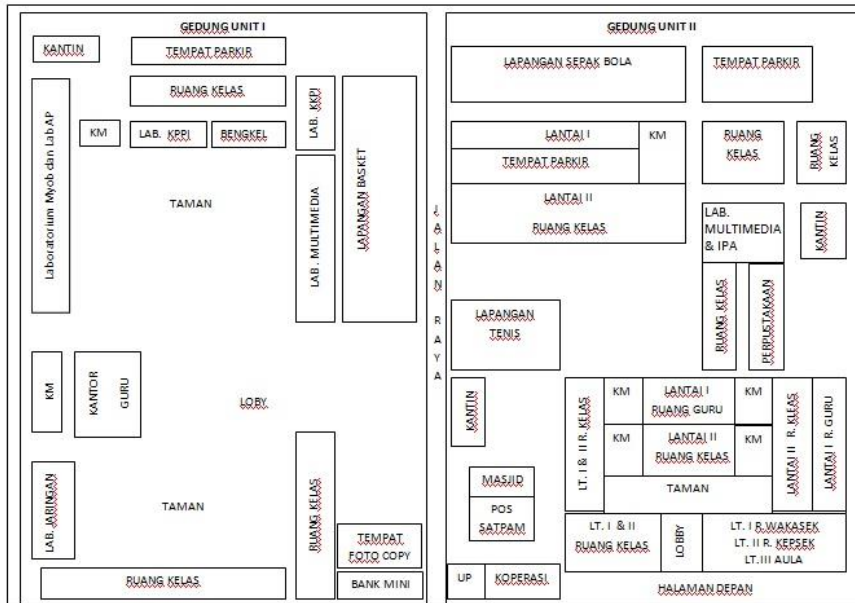 GEDUNG UNIT I
KANTIN
TEMPAT PARKIR
RUANG KELAS
LAB. KKPI
Laboratorium Myob dan Lab AP
KM
LAB. KPPI
BENGKEL
LAPANGAN BASKET
TAMAN
LAB. MULTIMEDIA
KM
KANTOR
GURU
LOBY
LAB. JARINGAN
TAMAN
RUANG KELAS
TEMPAT
FOTO COPY
RUANG KELAS
BANK MINI
JALAN RAYA
GEDUNG UNIT II
LAPANGAN SEPAK BOLA
TEMPAT PARKIR
LANTAI I
KM
TEMPAT PARKIR
RUANG
KELAS
RUANG
KELAS
LANTAI II
RUANG KELAS
LAB.
MULTIMEDIA
& IPA
KANTIN
RUANG KELAS
PERPUSTAKAAN
LAPANGAN
TENIS
KANTIN
LT. I & II R. KELAS
KM
LANTAI I
RUANG GURU
KM
LANTAI II R. KLEAS
LANTAI I R. GURU
KM
LANTAI II
RUANG KELAS
KM
TAMAN
MASJID
POS
SATPAM
LT. I & II
RUANG KELAS
LOBBY
LT. I R.WAKASEK
LT. II R. KEPSEK
LT.III AULA
UP
KOPERASI
HALAMAN DEPAN